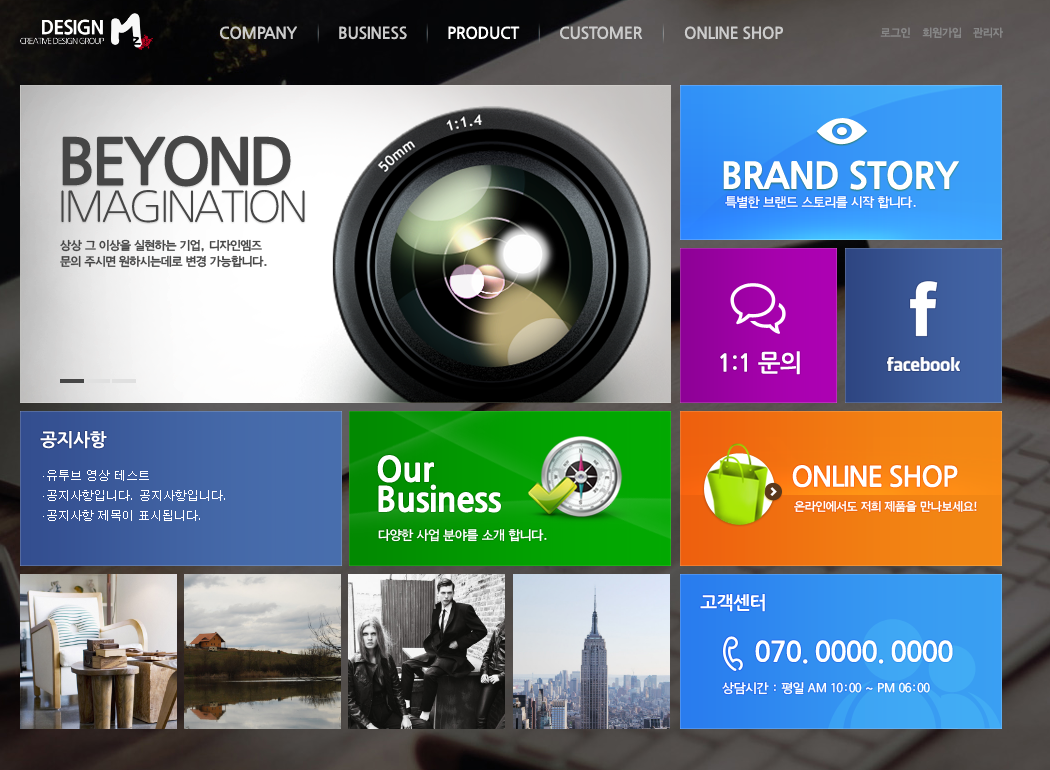 DESIGN
CREATIVE DESIGN GROUP
COMPANY
BUSINESS
PRODUCT
CUSTOMER
ONLINE SHOP
로그인
회원가입
관리자
BEYOND
IMAGINATION
상상 그 이상을 실현하는 기업, 디자인엠즈
문의 주시면 원하시는데로 변경 가능합니다.
50mm 1:1.4
BRAND STORY
특별한 브랜드 스토리를 시작 합니다.
1:1 문의
facebook
공지사항
·유투브 영상 테스트
·공지사항입니다. 공지사항입니다.
·공지사항 제목이 표시됩니다.
Our
Business
다양한 사업 분야를 소개 합니다.
ONLINE SHOP
온라인에서도 저희 제품을 만나보세요!
고객센터
070. 0000. 0000
상담시간 : 평일 AM 10:00 ~ PM 06:00